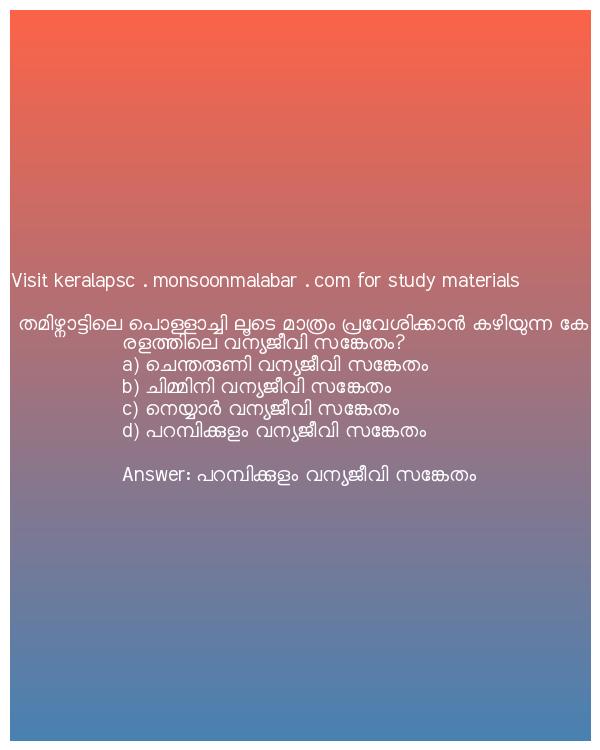 Visit keralapsc . monsoonmalabar . com for study materials
തമിഴ്നാട്ടിലെ പൊള്ളാച്ചി ലൂടെ മാത്രം പ്രവേശിക്കാൻ കഴിയുന്ന കേ
രളത്തിലെ വന്യജീവി സങ്കേതം?
a) ചെന്തരുണി വന്യജീവി സങ്കേതം
b) ചിമ്മിനി വന്യജീവി സങ്കേതം
c) നെയ്യാർ വന്യജീവി സങ്കേതം
d) പറമ്പിക്കുളം വന്യജീവി സങ്കേതം
Answer: പറമ്പിക്കുളം വന്യജീവി സങ്കേതം